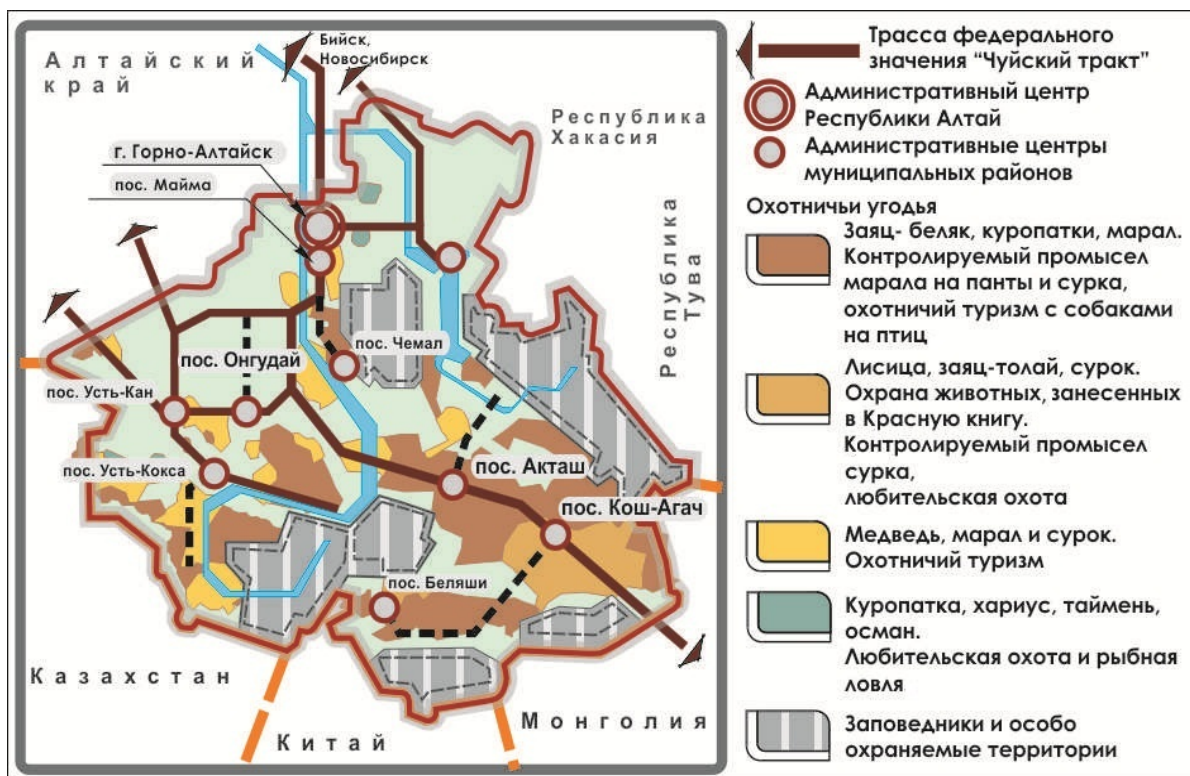 Алтайский
край
Бийск,
Новосибирск
Республика
Хакасия
г. Горно-Алтайск
пос. Майма
Республика
Тува
пос. Чемал
пос. Онгудай
пос. Усть-Кан
пос. Усть-Кокса
пос. Акташ
пос. Кош-Агач
пос. Беляши
Казахстан
Монголия
Китай
Трасса федерального
значения "Чуйский тракт"
Административный центр
Республики Алтай
Административные центры
муниципальных районов
Охотничьи угодья
Заяц- беляк, куропатки, марал.
Контролируемый промысел
марала на панты и сурка,
охотничий туризм с собаками
на птиц
Лисица, заяц-толай, сурок.
Охрана животных, занесенных
в Красную книгу.
Контролируемый промысел
сурка,
любительская охота
Медведь, марал и сурок.
Охотничий туризм
Куропатка, хариус, таймень,
осман.
Любительская охота и рыбная
ловля
Заповедники и особо
охраняемые территории